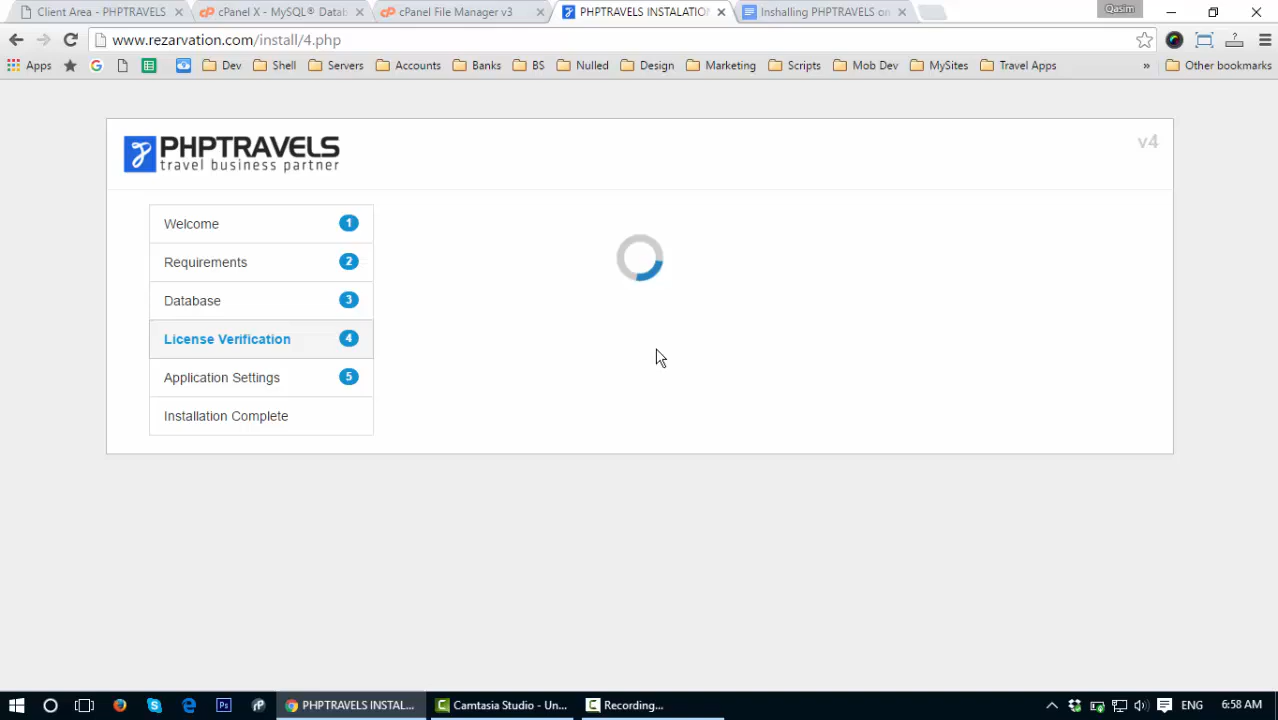 Client Area - PHPTRAVELS
cPanel X - MySQL® Datab
cPanel File Manager v3
PHPTRAVELS INSTALATION
Inshalling PHPTRAVELS on
Qasim
www.rezarvation.com/install/4.php
Apps
Dev
Shell
Servers
Accounts
Banks
BS
Nulled
Design
Marketing
Scripts
Mob Dev
MySites
Travel Apps
»
Other bookmarks
PHPTRAVELS
travel business partner
v4
Welcome 1
Requirements 2
Database 3
License Verification 4
Application Settings 5
Installation Complete
PHPTRAVELS INSTAL...
Camtasia Studio - Un...
Recording...
ENG
6:58 AM